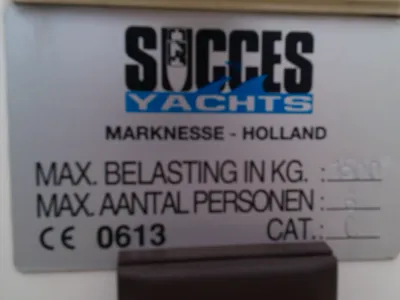 SUCCES
YACHTS
MARKNESSE - HOLLAND
MAX. BELASTING IN KG. :
MAX. AANTAL PERSONEN :
CE 0613 CAT. :